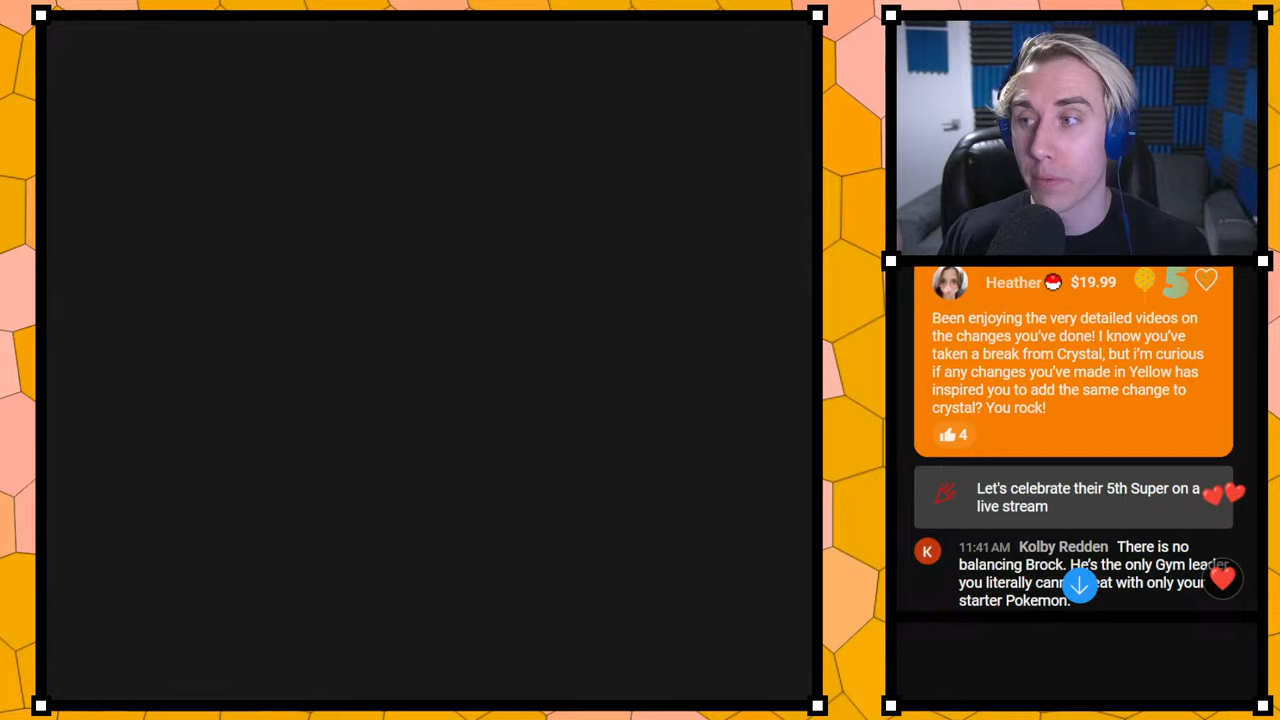 Heather $19.99 5
Been enjoying the very detailed videos on
the changes you've done! I know you've
taken a break from Crystal, but i'm curious
if any changes you've made in Yellow has
inspired you to add the same change to
crystal? You rock!
4
Let's celebrate their 5th Super on a
live stream
K 11:41 AM Kolby Redden There is no
balancing Brock. He's the only Gym leader
you literally eat with only your
starter Pokemon.